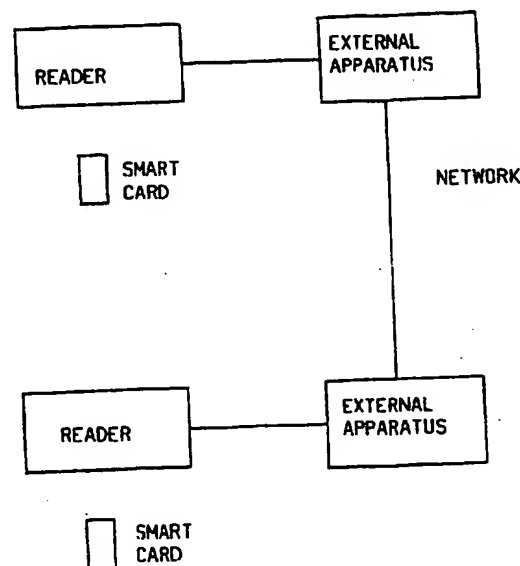 READER
EXTERNAL
APPARATUS
SMART
CARD
NETWORK
READER
EXTERNAL
APPARATUS
SMART
CARD